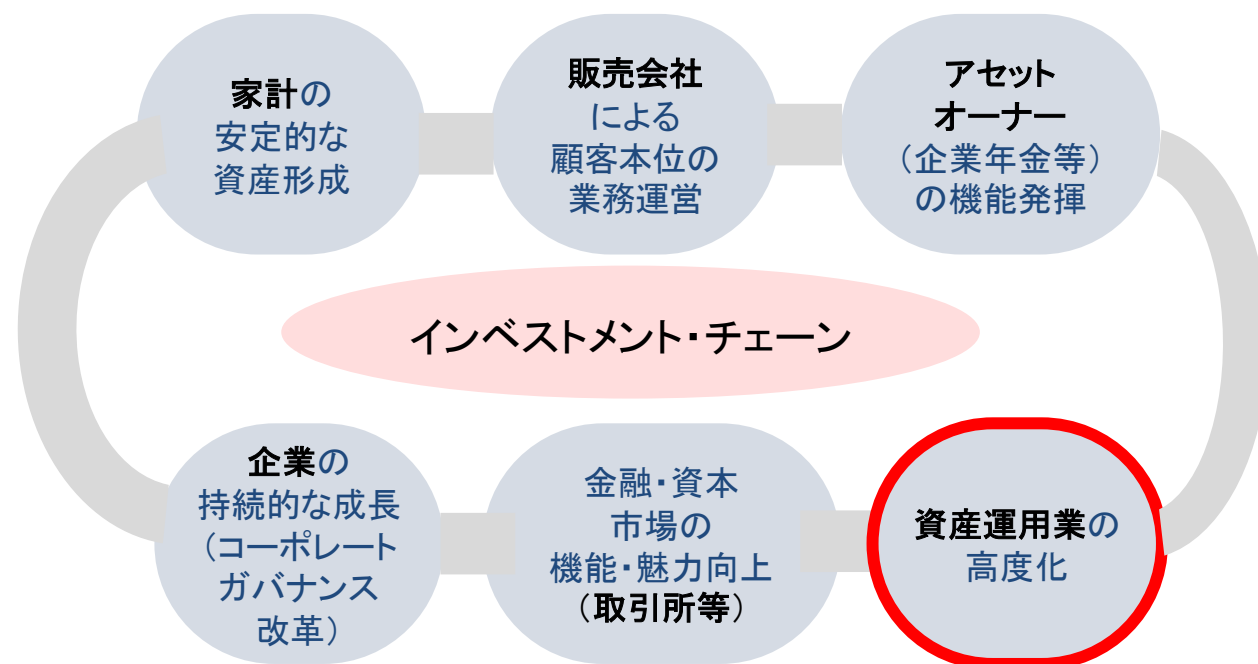 家計の
安定的な
資産形成
販売会社
による
顧客本位の
業務運営
アセット
オーナー
（企業年金等）
の機能発揮
インベストメント・チェーン
企業の
持続的な成長
（コーポレート
ガバナンス
改革）
金融・資本
市場の
機能・魅力向上
（取引所等）
資産運用業の
高度化